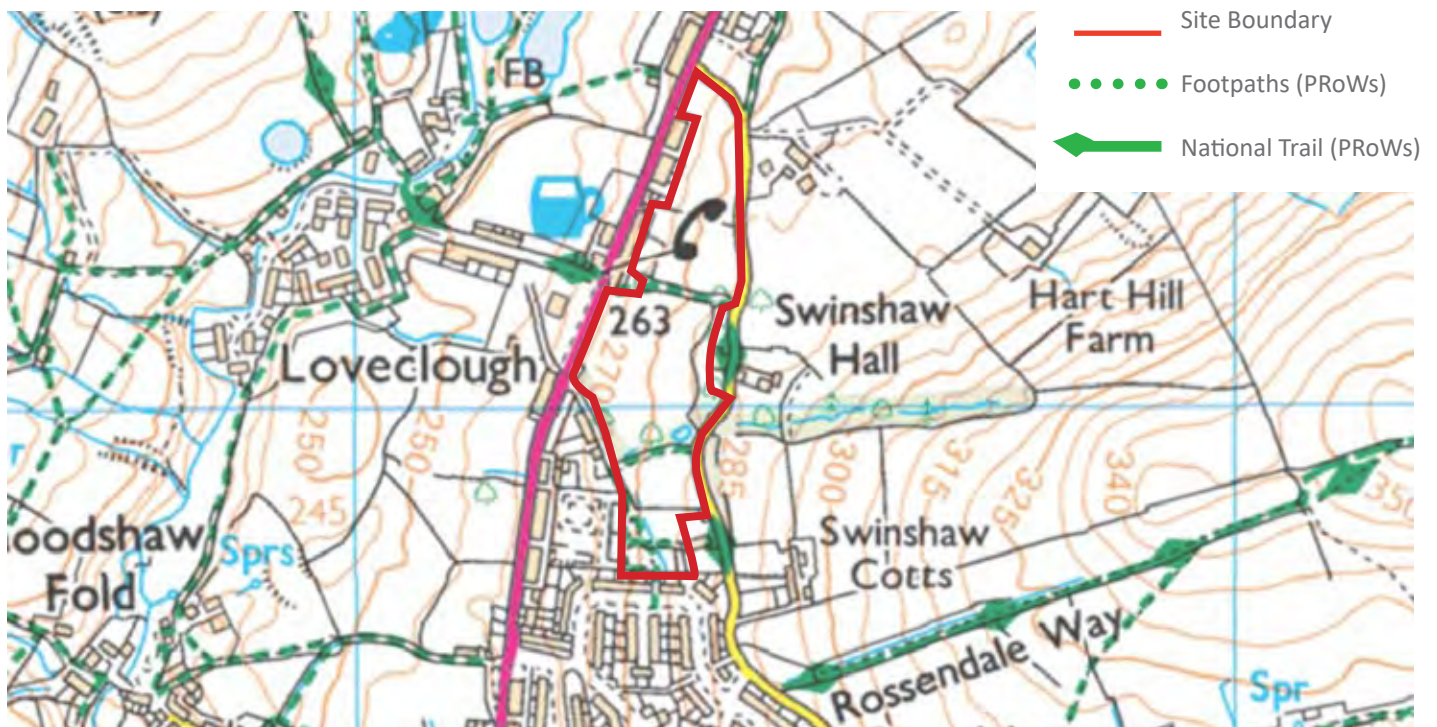 Site Boundary
Footpaths (PRoWs)
National Trail (PRoWs)
FB
263
270
Loveclough
Swinshaw
Hall
Hart Hill
Farm
250
250
245
285
300
315
325
340
350
oodshaw
Fold
Sprs
Swinshaw
Cotts
Rossendale Way
Spr